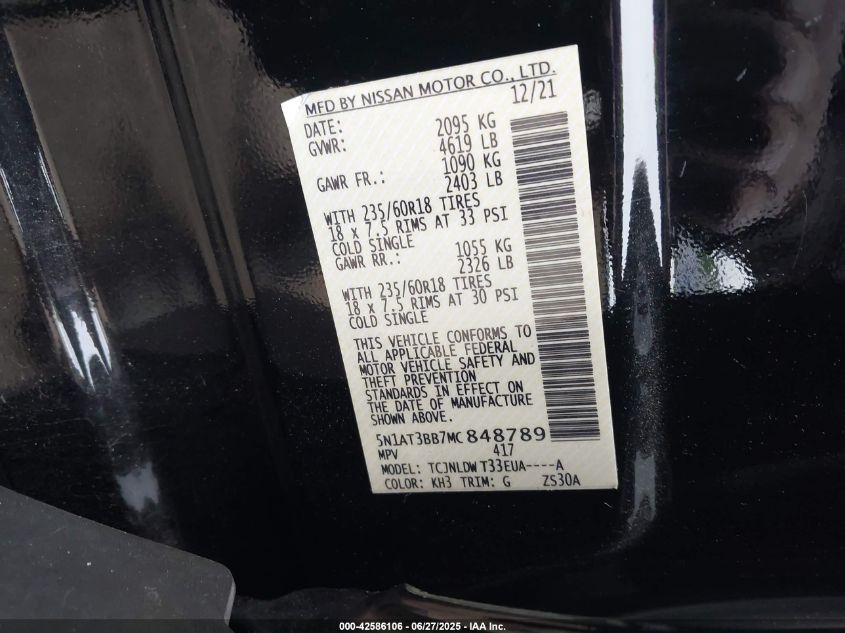 MFD BY NISSAN MOTOR CO., LTD.
DATE: 12/21
GVWR: 2095 KG
4619 LB
GAWR FR.: 1090 KG
2403 LB
WITH 235/60R18 TIRES
18 x 7.5 RIMS AT 33 PSI
COLD SINGLE
GAWR RR.: 1055 KG
2326 LB
WITH 235/60R18 TIRES
18 x 7.5 RIMS AT 30 PSI
COLD SINGLE
THIS VEHICLE CONFORMS TO
ALL APPLICABLE FEDERAL
MOTOR VEHICLE SAFETY AND
THEFT PREVENTION
STANDARDS IN EFFECT ON
THE DATE OF MANUFACTURE
SHOWN ABOVE.
5N1AT3BB7MC848789
MPV 417
MODEL: TCJNLDW T33EUA----A
COLOR: KH3 TRIM: G ZS30A
000-42586106 - 06/27/2025 - IAA Inc.